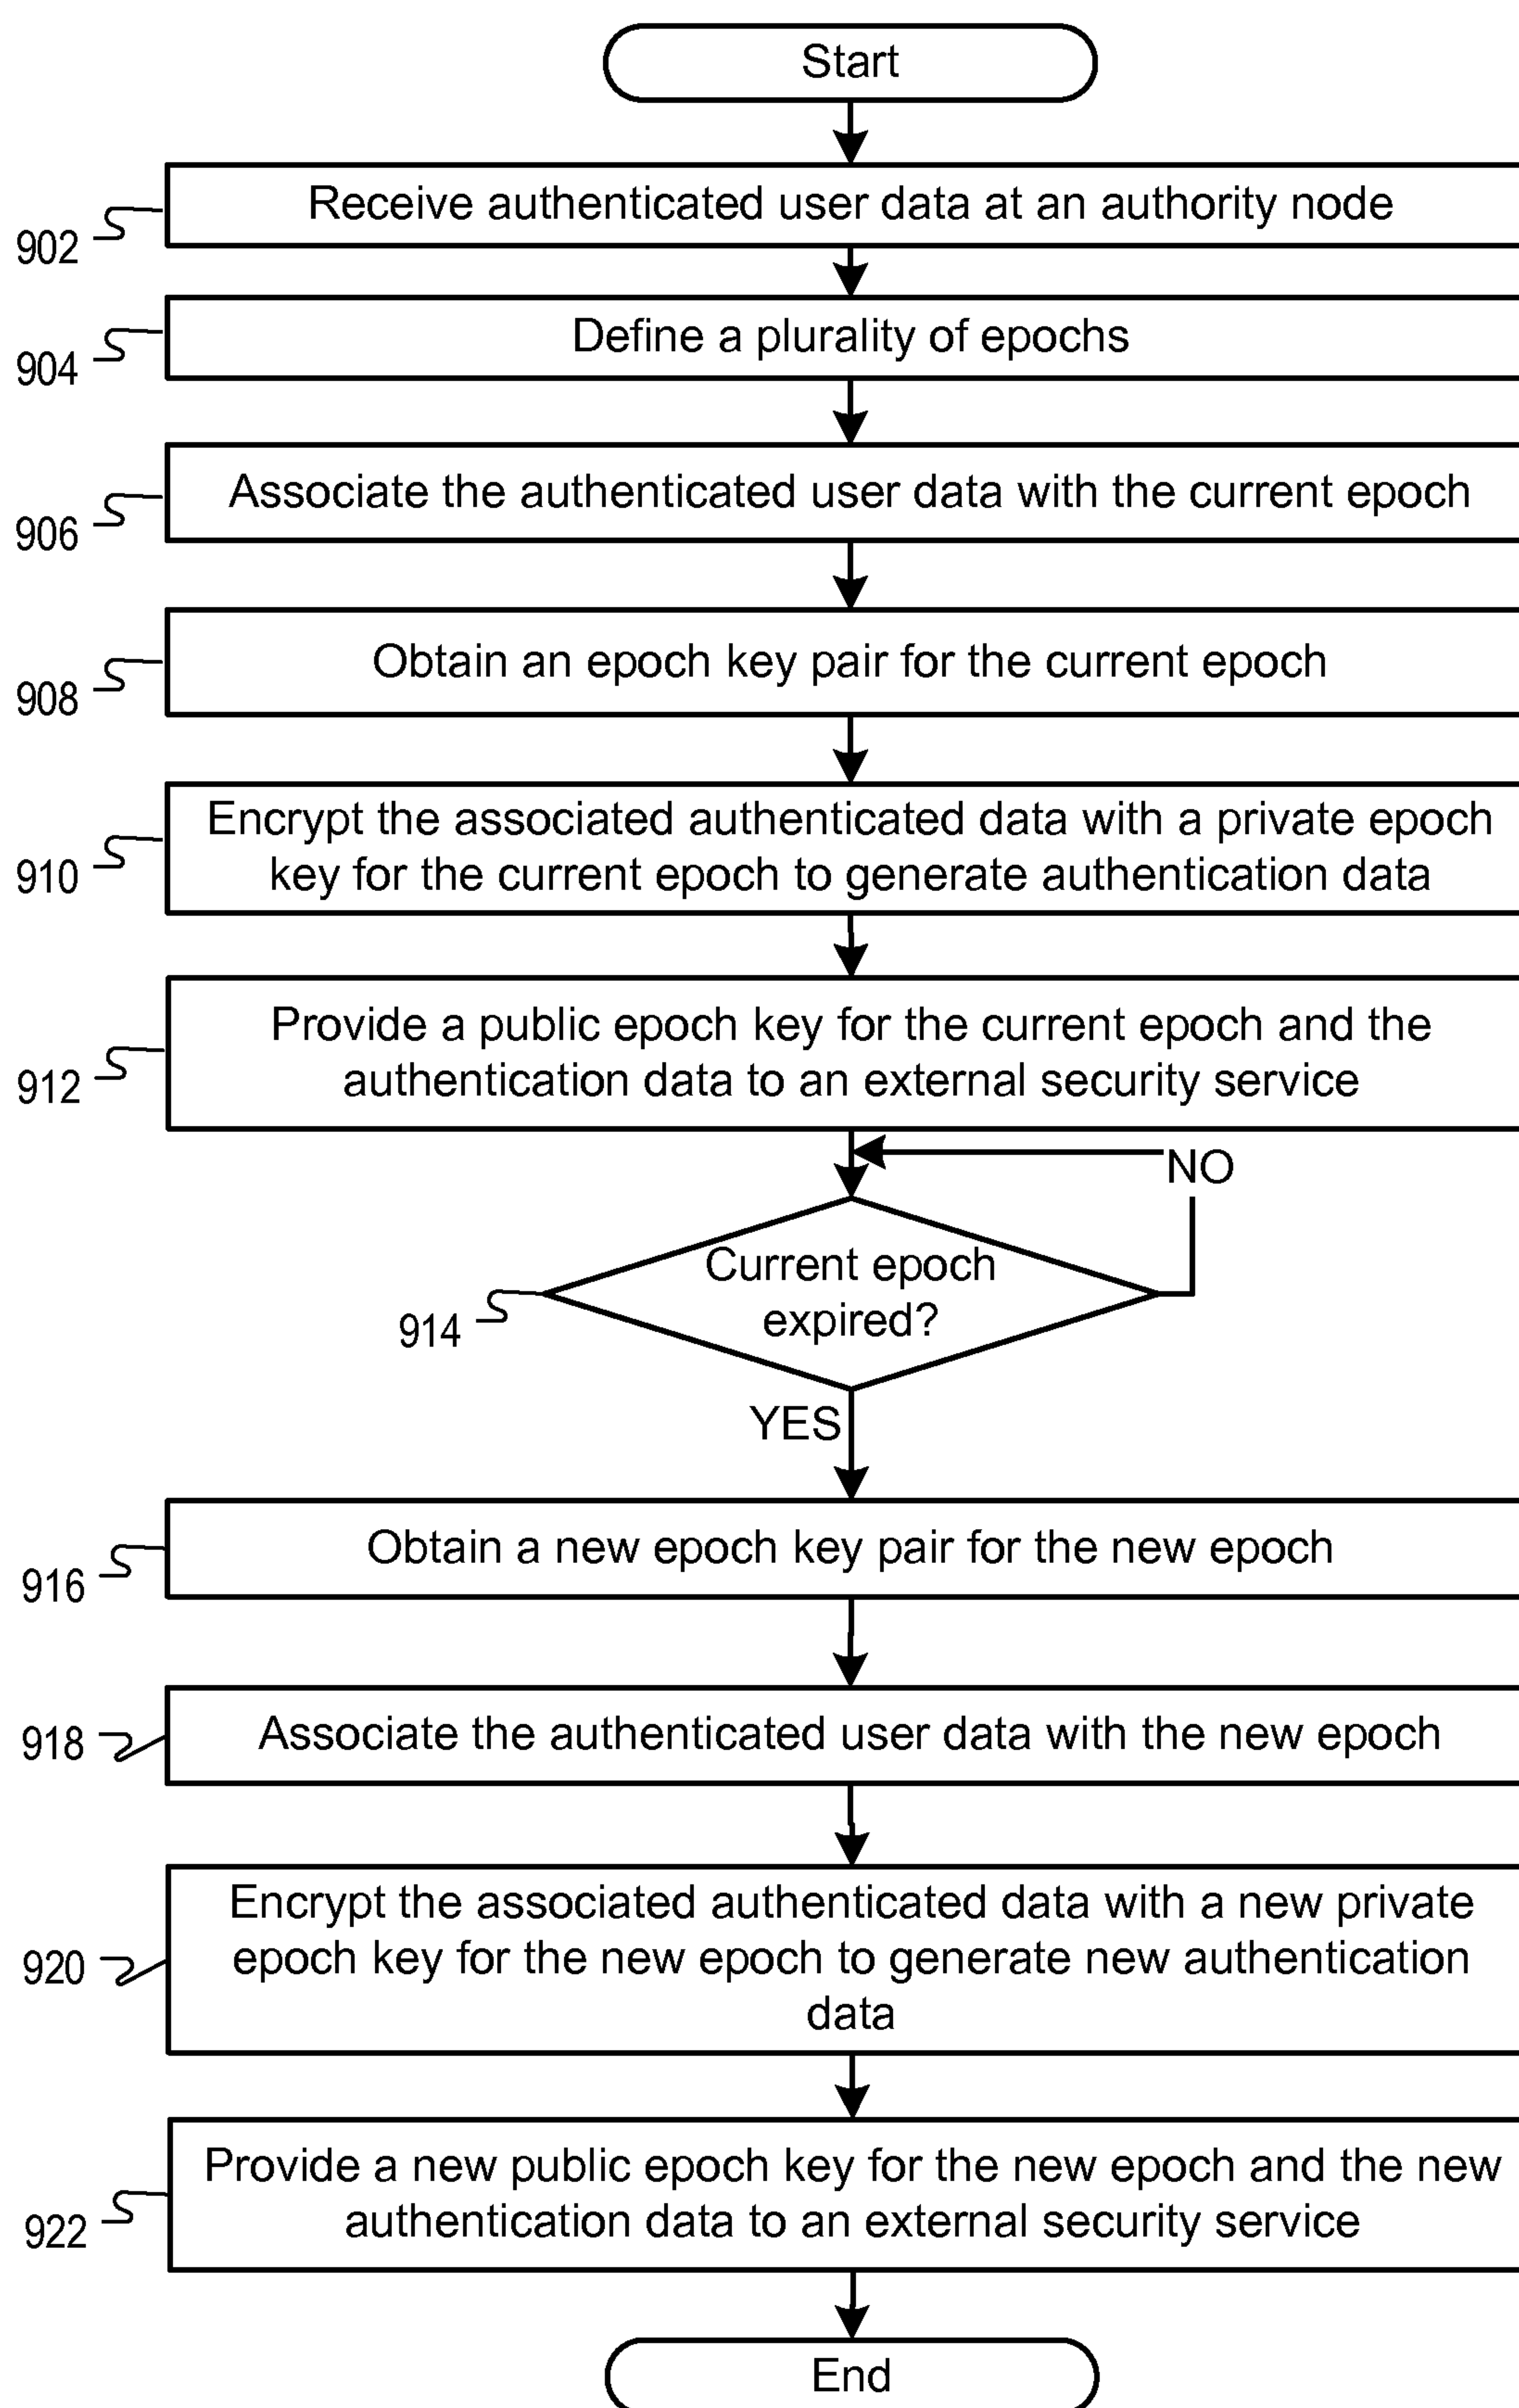 Start
Receive authenticated user data at an authority node
902
Define a plurality of epochs
904
Associate the authenticated user data with the current epoch
906
Obtain an epoch key pair for the current epoch
908
Encrypt the associated authenticated data with a private epoch
key for the current epoch to generate authentication data
910
Provide a public epoch key for the current epoch and the
authentication data to an external security service
912
NO
Current epoch
expired?
914
YES
Obtain a new epoch key pair for the new epoch
916
Associate the authenticated user data with the new epoch
918
Encrypt the associated authenticated data with a new private
epoch key for the new epoch to generate new authentication
data
920
Provide a new public epoch key for the new epoch and the new
authentication data to an external security service
922
End